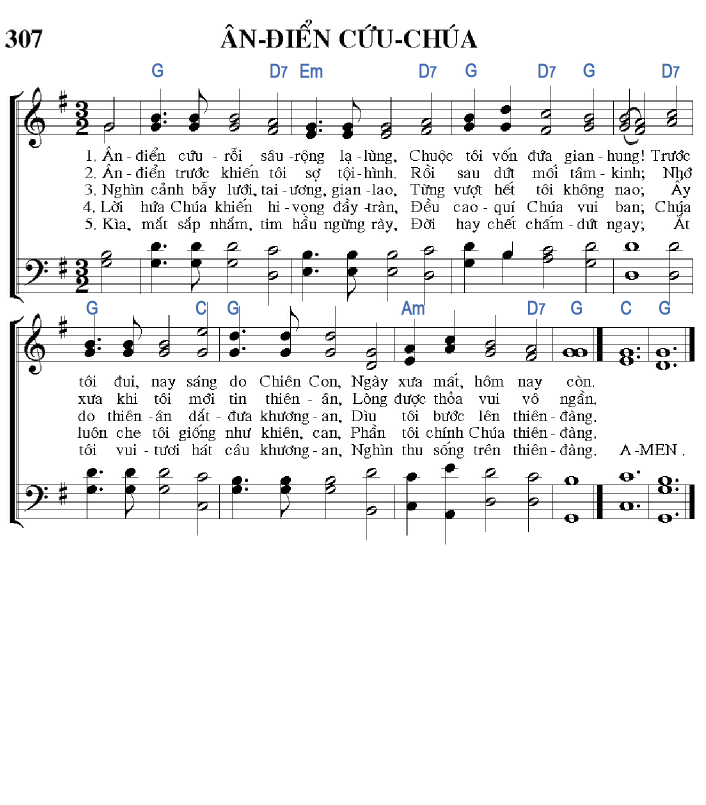 307 ÂN-ĐIỂN CỨU-CHÚA
G D7 Em D7 G D7 G D7
3 2
1. Ân-điển cứu-rỗi sâu-rộng lạ-lùng, Chuộc tôi vốn đứa gian-hung! Trước
2. Ân-điển trước khiến tôi sợ tội-hình. Rồi sau dứt mối tâm-kinh; Nhớ
3. Nghìn cảnh bẫy lưới, tai-ương, gian-lao, Từng vượt hết tôi không nao; Ấy
4. Lời hứa Chúa khiến hi-vọng đầy-tràn, Đều cao-quí Chúa vui ban; Chúa
5. Kìa, mắt sắp nhắm, tim hầu ngừng rày, Đời hay chết chấm-dứt ngay; Ắt
3 2
G C G Am D7 G C G
tôi đui, nay sáng do Chiên Con, Ngày xưa mất, hôm nay còn.
xưa khi tôi mới tin thiên-ân, Lòng được thỏa vui vô ngần.
do thiên-ân dắt-đưa khương-an, Dìu tôi bước lên thiên-đàng.
luôn che tôi giống như khiên, can, Phần tôi chính Chúa thiên-đàng.
tôi vui-tươi hát câu khương-an, Nghìn thu sống trên thiên-đàng. A-MEN.